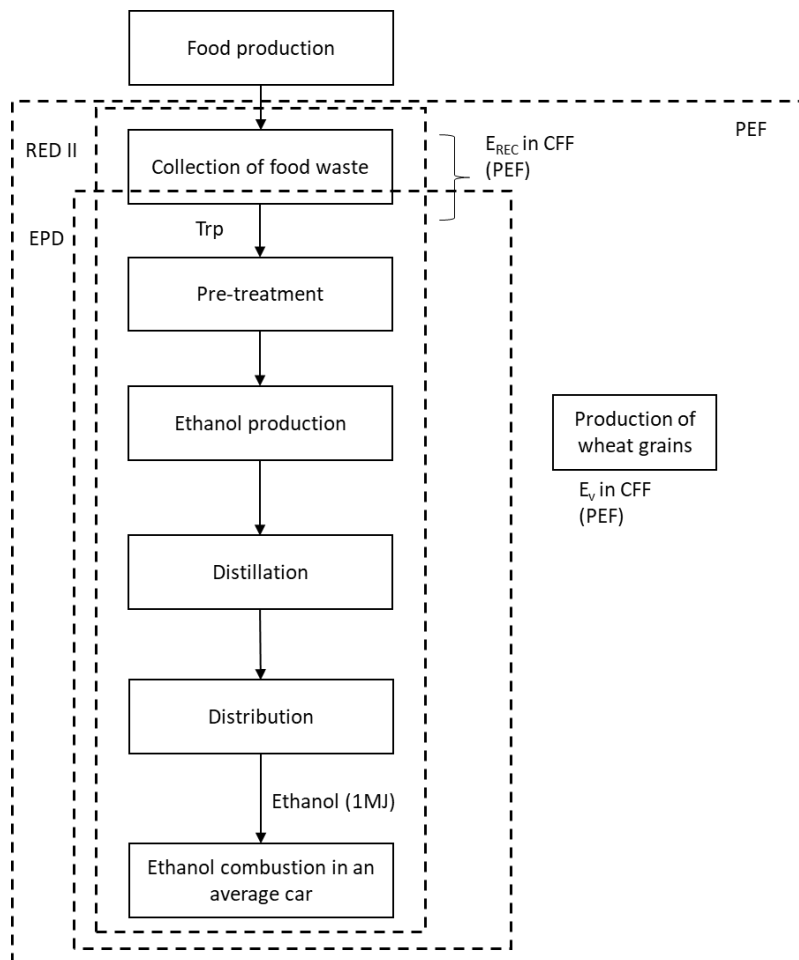 Food production
PEF
RED II
Collection of food waste
E_REC in CFF
(PEF)
Trp
EPD
Pre-treatment
Ethanol production
Production of
wheat grains
E_v in CFF
(PEF)
Distillation
Distribution
Ethanol (1MJ)
Ethanol combustion in an
average car